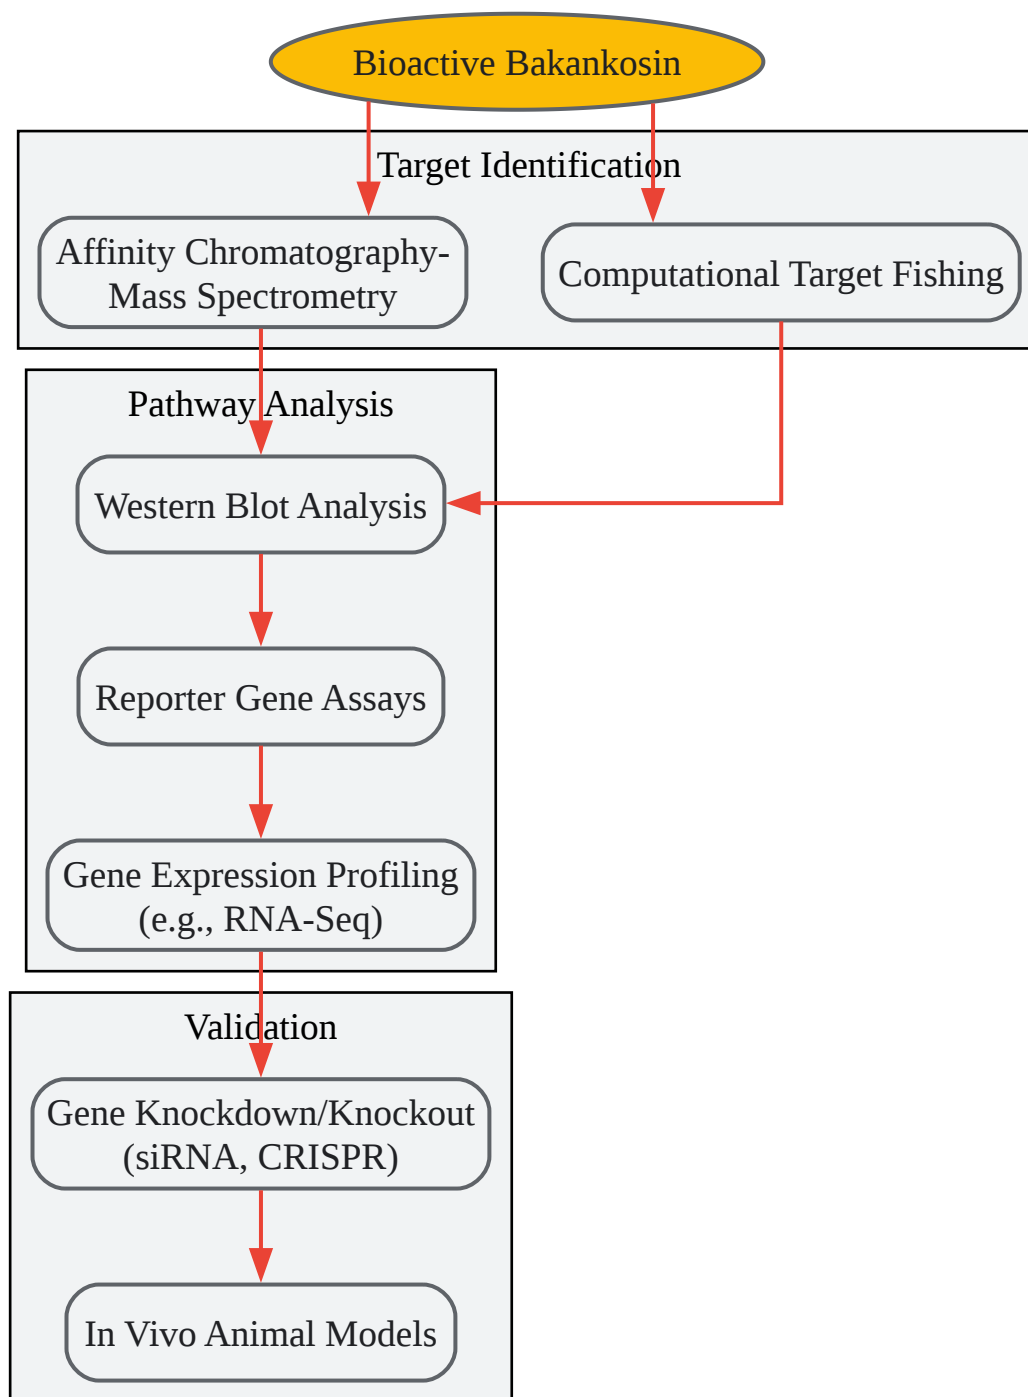 Bioactive Bakankosin
Target Identification
Affinity Chromatography-
Mass Spectrometry
Computational Target Fishing
Pathway Analysis
Western Blot Analysis
Reporter Gene Assays
Gene Expression Profiling
(e.g., RNA-Seq)
Validation
Gene Knockdown/Knockout
(siRNA, CRISPR)
In Vivo Animal Models